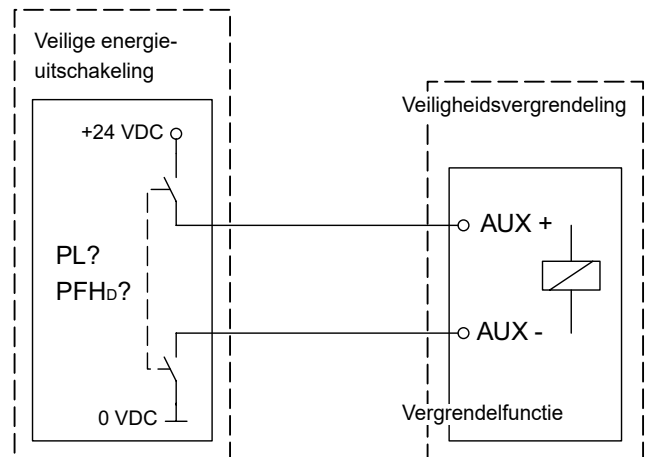 Veilige energie-
uitschakeling
Veiligheidsvergrendeling
+24 VDC
AUX +
PL?
PFHD?
AUX -
0 VDC
Vergrendelfunctie